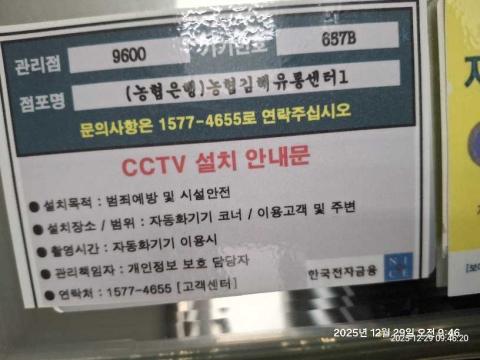 관리점 9600 기기번호 657B
점포명 (농협은행)농협김해유통센터1
문의사항은 1577-4655로 연락주십시오
CCTV 설치 안내문
● 설치목적 : 범죄예방 및 시설안전
● 설치장소 / 범위 : 자동화기기 코너 / 이용고객 및 주변
● 촬영시간 : 자동화기기 이용시
● 관리책임자 : 개인정보 보호 담당자
● 연락처 : 1577-4655 [고객센터]
한국전자금융
NICE
2025년 12월 29일 오전 9:46
2025-12-29 09:46:20